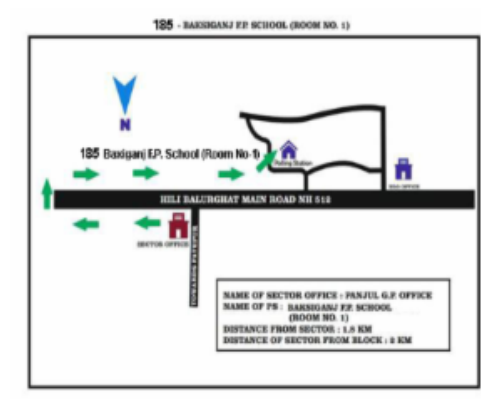 185 - BAKSIGANJ F.P. SCHOOL (ROOM NO. 1)
N
185 Baxiganj F.P. School (Room No-1)
Polling Station
HILI BALURGHAT MAIN ROAD NH 512
SECTOR OFFICE
TOWARDS
NAME OF SECTOR OFFICE : PANJUL G.P. OFFICE
NAME OF PS : BAKSIGANJ F.P. SCHOOL
(ROOM NO. 1)
DISTANCE FROM SECTOR : 1.8 KM
DISTANCE OF SECTOR FROM BLOCK : 2 KM